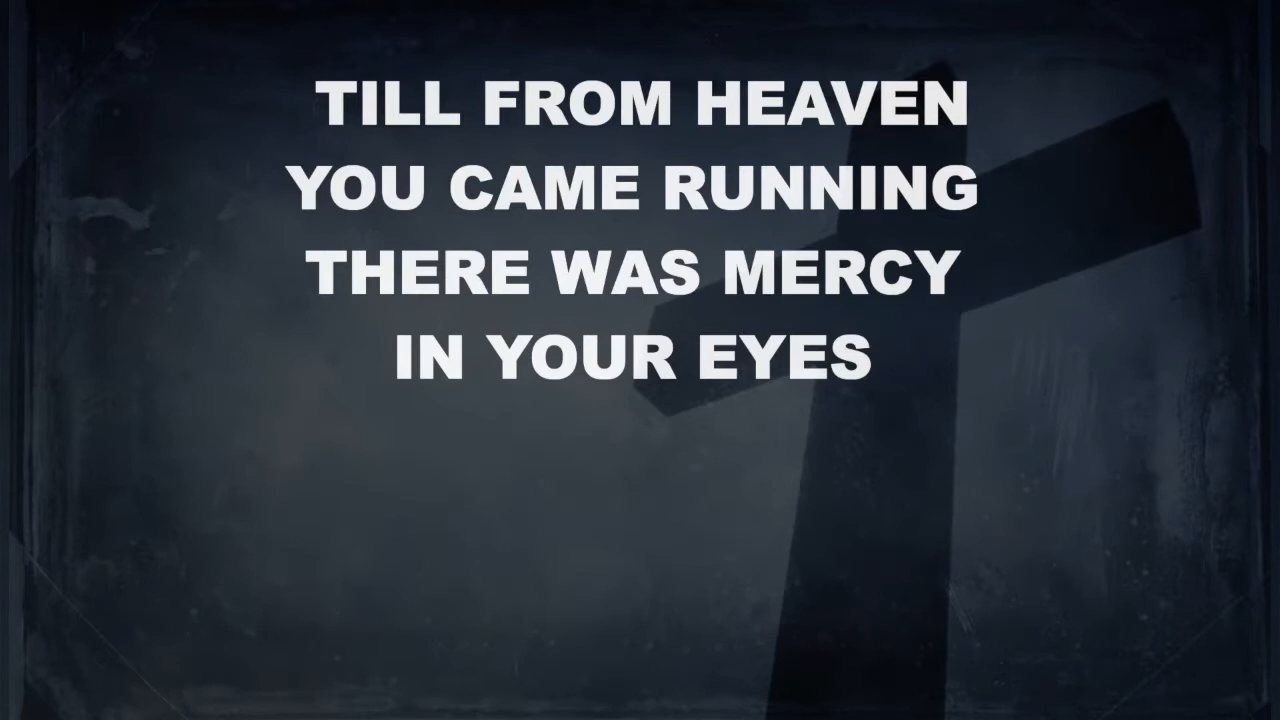 TILL FROM HEAVEN
YOU CAME RUNNING
THERE WAS MERCY
IN YOUR EYES